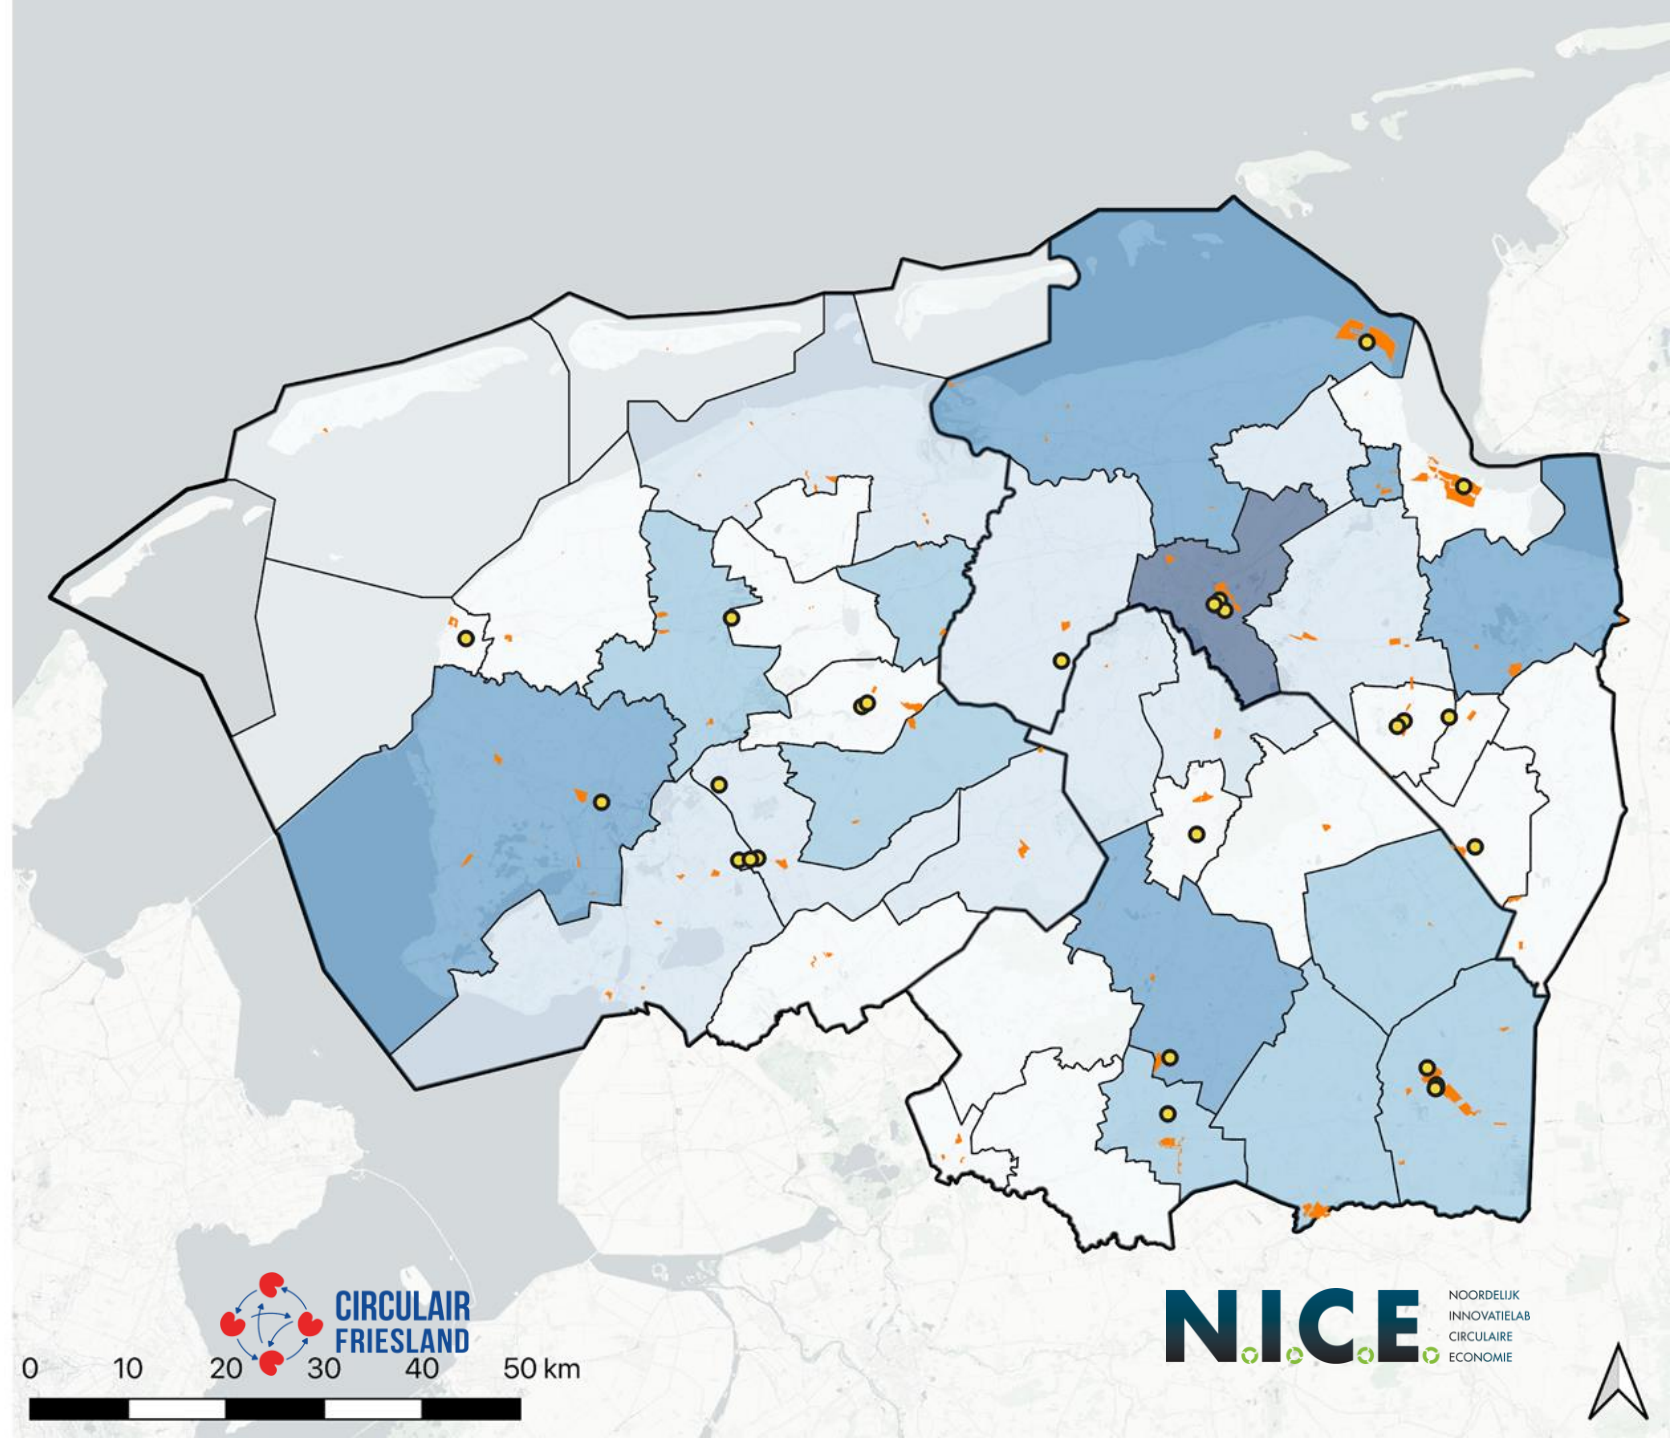 CIRCULAIR
FRIESLAND
0 10 20 30 40 50 km
N.I.C.E.
NOORDELIJK
INNOVATIELAB
CIRCULAIRE
ECONOMIE